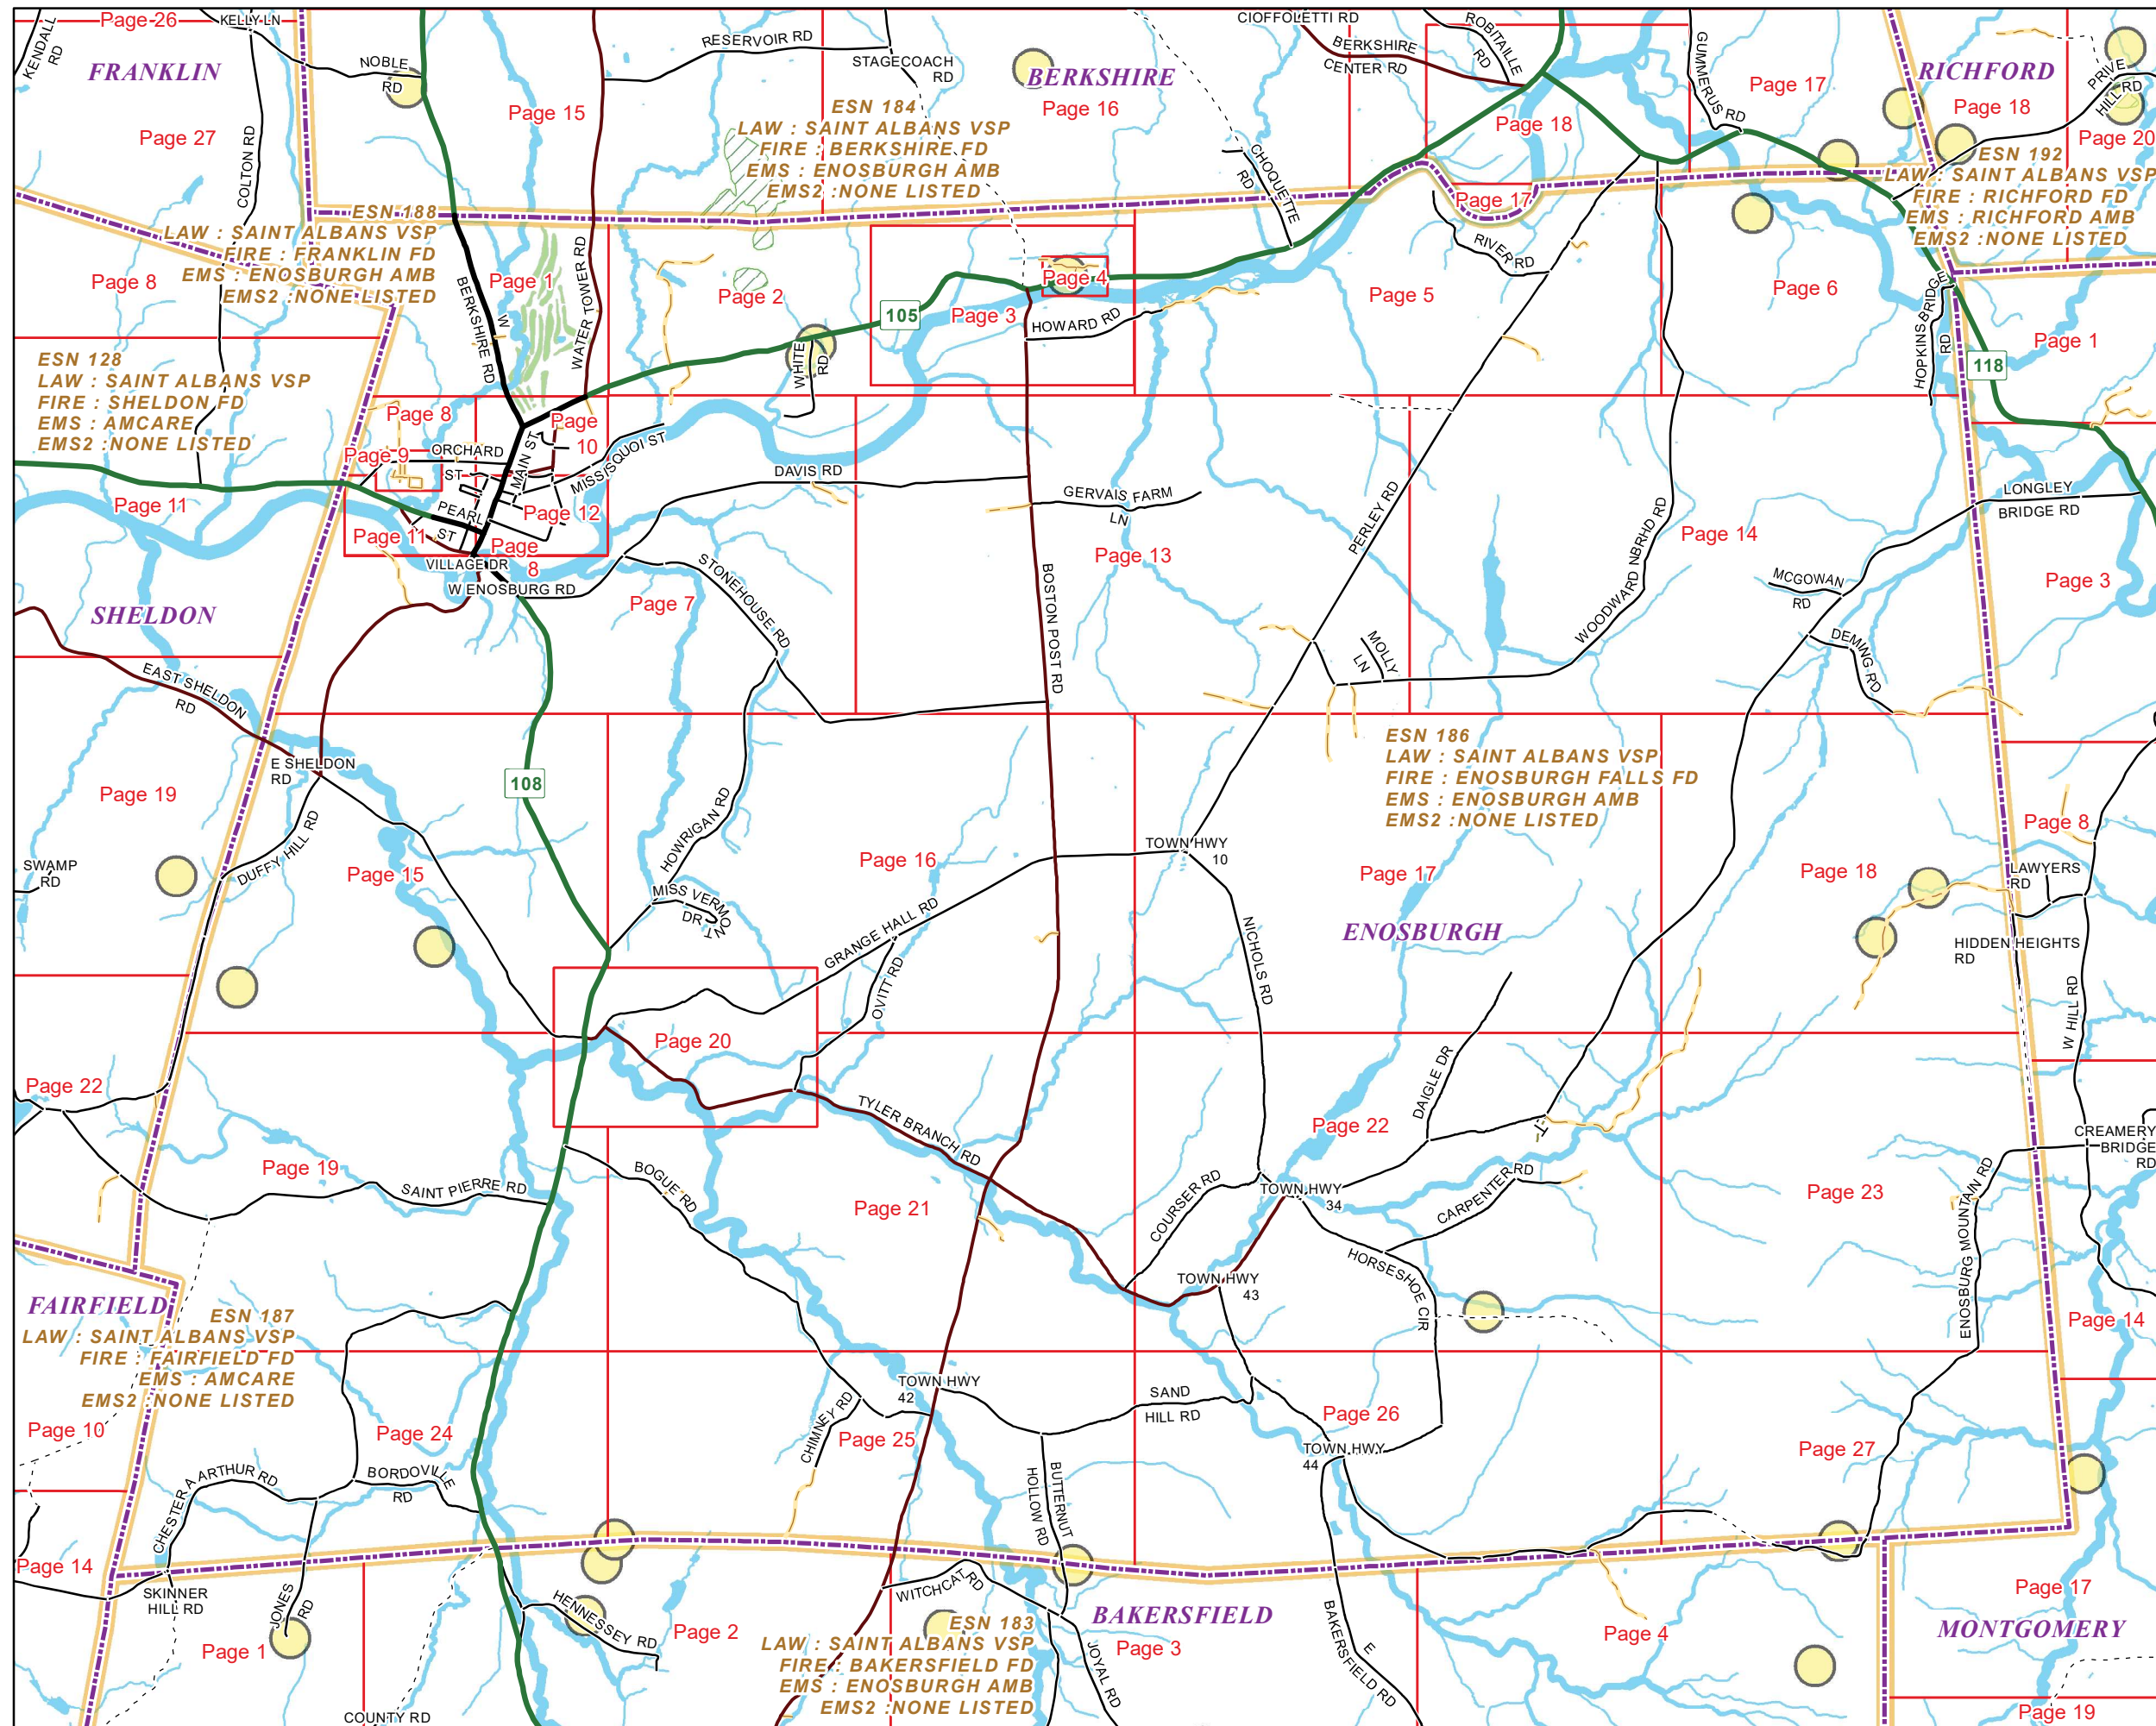 Page 26
KELLY LN
KENDALL
RD
FRANKLIN
NOBLE
RD
Page 27
COLTON RD
Page 15
RESERVOIR RD
STAGECOACH
RD
CIOFFOLETTI RD
BERKSHIRE
CENTER RD
ROBITAILLE
RD
BERKSHIRE
Page 16
ESN 184
LAW : SAINT ALBANS VSP
FIRE : BERKSHIRE FD
EMS : ENOSBURGH AMB
EMS2 :NONE LISTED
CHOQUETTE
RD
Page 18
GUMMERUS RD
Page 17
RICHFORD
Page 18
PRIVE
HILL RD
Page 20
ESN 192
LAW : SAINT ALBANS VSP
FIRE : RICHFORD FD
EMS : RICHFORD AMB
EMS2 :NONE LISTED
Page 17
ESN 188
LAW : SAINT ALBANS VSP
FIRE : FRANKLIN FD
EMS : ENOSBURGH AMB
EMS2 :NONE LISTED
Page 8
W
BERKSHIRE RD
Page 1
WATER TOWER RD
Page 2
105
Page 3
Page 4
HOWARD RD
WHITE
RD
RIVER RD
Page 5
Page 6
HOPKINS BRIDGE
RD
118
Page 1
ESN 128
LAW : SAINT ALBANS VSP
FIRE : SHELDON FD
EMS : AMCARE
EMS2 :NONE LISTED
Page 8
Page
10
Page 9
ORCHARD
ST
MAIN ST
MISSISQUOI ST
DAVIS RD
Page 11
PEARL
ST
Page 12
Page 11
Page
8
VILLAGE DR
W ENOSBURG RD
GERVAIS FARM
LN
Page 13
PERLEY RD
WOODWARD NBRHD RD
Page 14
LONGLEY
BRIDGE RD
MCGOWAN
RD
Page 3
SHELDON
Page 7
STONEHOUSE RD
BOSTON POST RD
MOLLY
LN
DEMING RD
EAST SHELDON
RD
E SHELDON
RD
Page 19
108
ESN 186
LAW : SAINT ALBANS VSP
FIRE : ENOSBURGH FALLS FD
EMS : ENOSBURGH AMB
EMS2 :NONE LISTED
SWAMP
RD
DUFFY HILL RD
Page 15
HOWRIGAN RD
MISS VERMONT
DR
Page 16
GRANGE HALL RD
OVITT RD
TOWN HWY
10
NICHOLS RD
Page 17
ENOSBURGH
Page 18
Page 8
LAWYERS
RD
HIDDEN HEIGHTS
RD
W HILL RD
Page 22
Page 20
TYLER BRANCH RD
DAIGLE DR
Page 22
CREAMERY
BRIDGE
RD
Page 19
SAINT PIERRE RD
BOGUE RD
Page 21
COURSER RD
TOWN HWY
34
CARPENTER RD
Page 23
ENOSBURG MOUNTAIN RD
HORSESHOE CIR
TOWN HWY
43
FAIRFIELD
ESN 187
LAW : SAINT ALBANS VSP
FIRE : FAIRFIELD FD
EMS : AMCARE
EMS2 :NONE LISTED
Page 14
Page 10
Page 24
CHIMNEY RD
TOWN HWY
42
Page 25
SAND
HILL RD
Page 26
TOWN HWY
44
Page 27
CHESTER A ARTHUR RD
BORDOVILLE
RD
BUTTERNUT
HOLLOW RD
Page 14
SKINNER
HILL RD
JONES
RD
Page 1
HENNESSEY RD
Page 2
WITCHCAT RD
ESN 183
LAW : SAINT ALBANS VSP
FIRE : BAKERSFIELD FD
EMS : ENOSBURGH AMB
EMS2 :NONE LISTED
BAKERSFIELD
Page 3
JOYAL RD
E
BAKERSFIELD RD
Page 4
Page 17
MONTGOMERY
Page 19
COUNTY RD